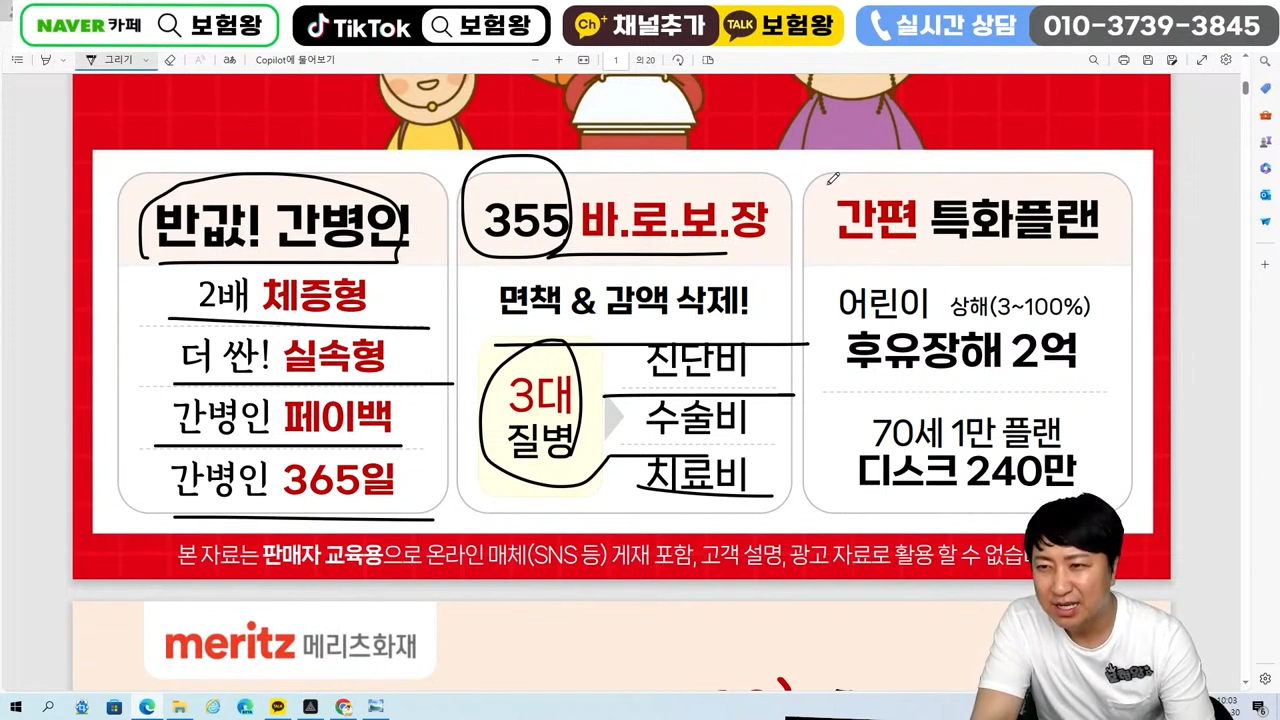 NAVER 카페 보험왕
TikTok 보험왕
Ch+ 채널추가 TALK 보험왕
실시간 상담 010-3739-3845
그리기
Copilot에 물어보기
1 의 20
반값! 간병인
2배 체증형
더 싼! 실속형
간병인 페이백
간병인 365일
355 바.로.보.장
면책 & 감액 삭제!
3대
질병
진단비
수술비
치료비
간편 특화플랜
어린이 상해(3~100%)
후유장해 2억
70세 1만 플랜
디스크 240만
본 자료는 판매자 교육용으로 온라인 매체(SNS 등) 게재 포함, 고객 설명, 광고 자료로 활용 할 수 없습
meritz 메리츠화재
10:03
30